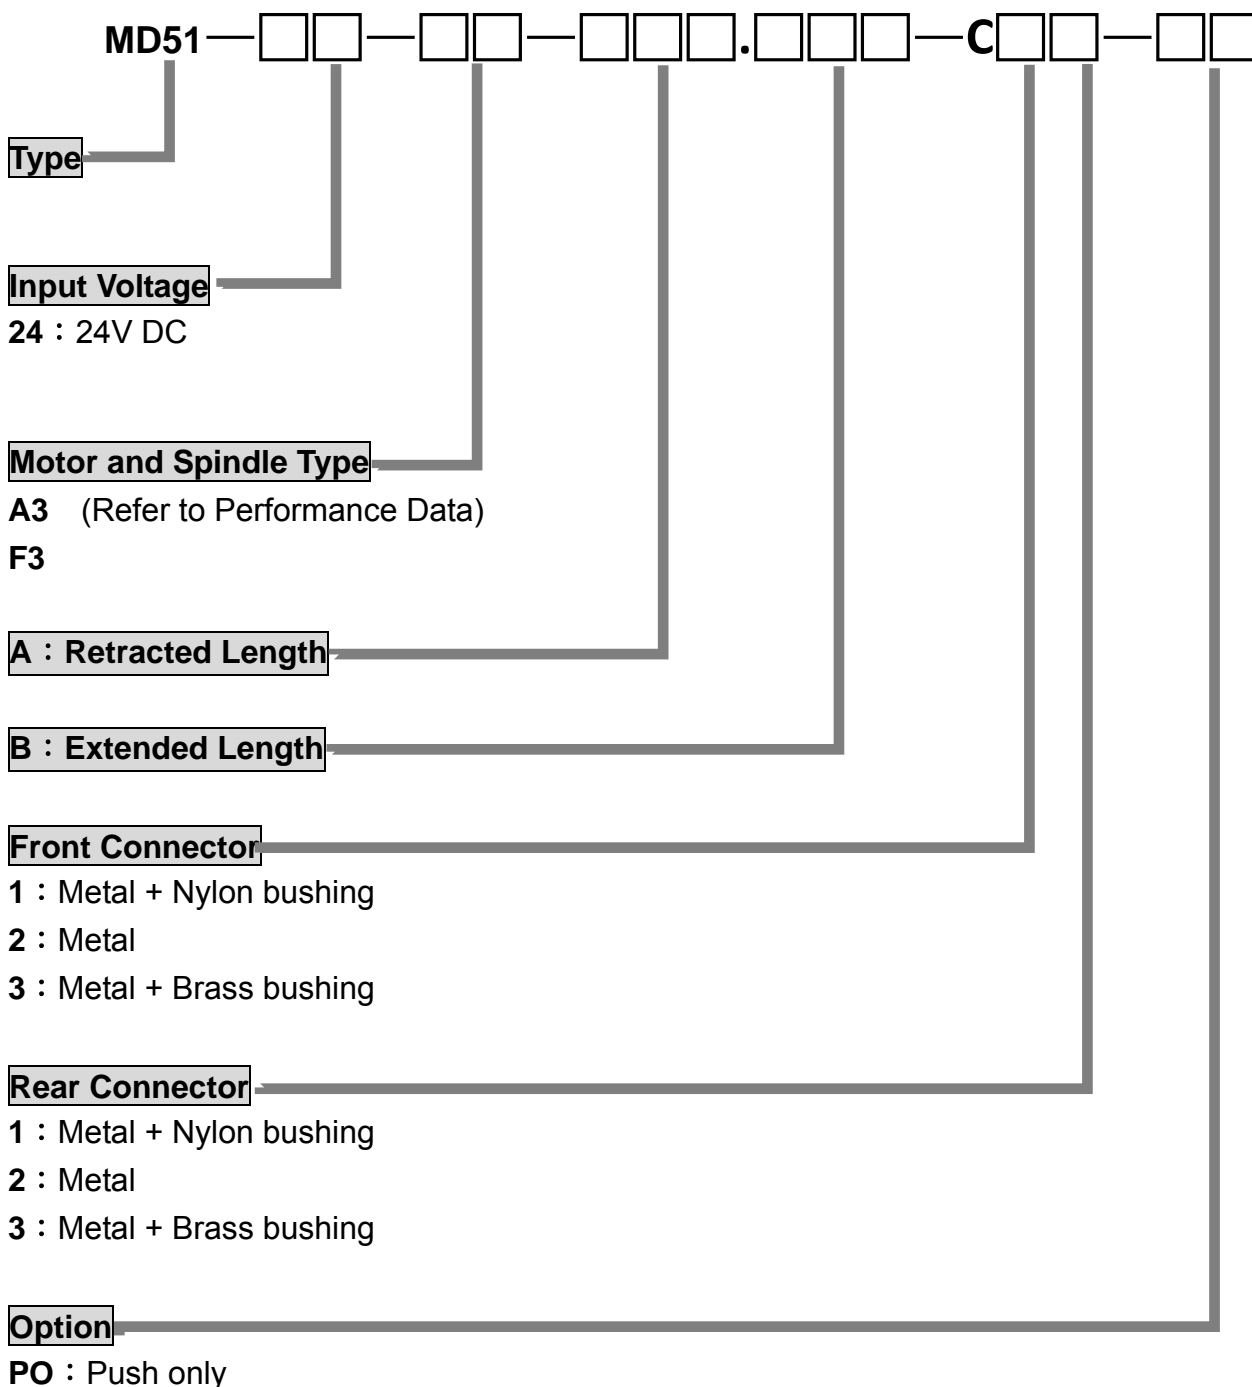 MD51—□□—□□—□□□.□□□—C□□—□□
Type
Input Voltage
24：24V DC
Motor and Spindle Type
A3 (Refer to Performance Data)
F3
A：Retracted Length
B：Extended Length
Front Connector
1：Metal + Nylon bushing
2：Metal
3：Metal + Brass bushing
Rear Connector
1：Metal + Nylon bushing
2：Metal
3：Metal + Brass bushing
Option
PO：Push only